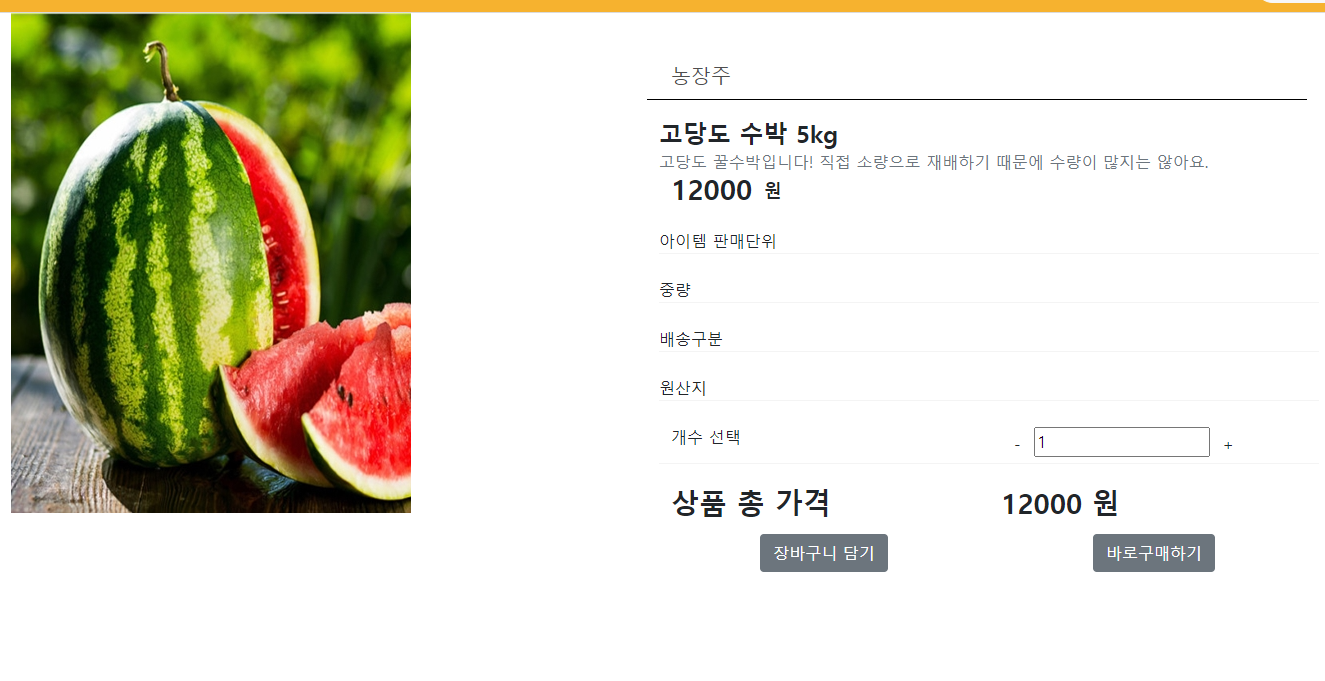 농장주
고당도 수박 5kg
고당도 꿀수박입니다! 직접 소량으로 재배하기 때문에 수량이 많지는 않아요.
12000 원
아이템 판매단위
중량
배송구분
원산지
개수 선택 - 1 +
상품 총 가격 12000 원
장바구니 담기 바로구매하기